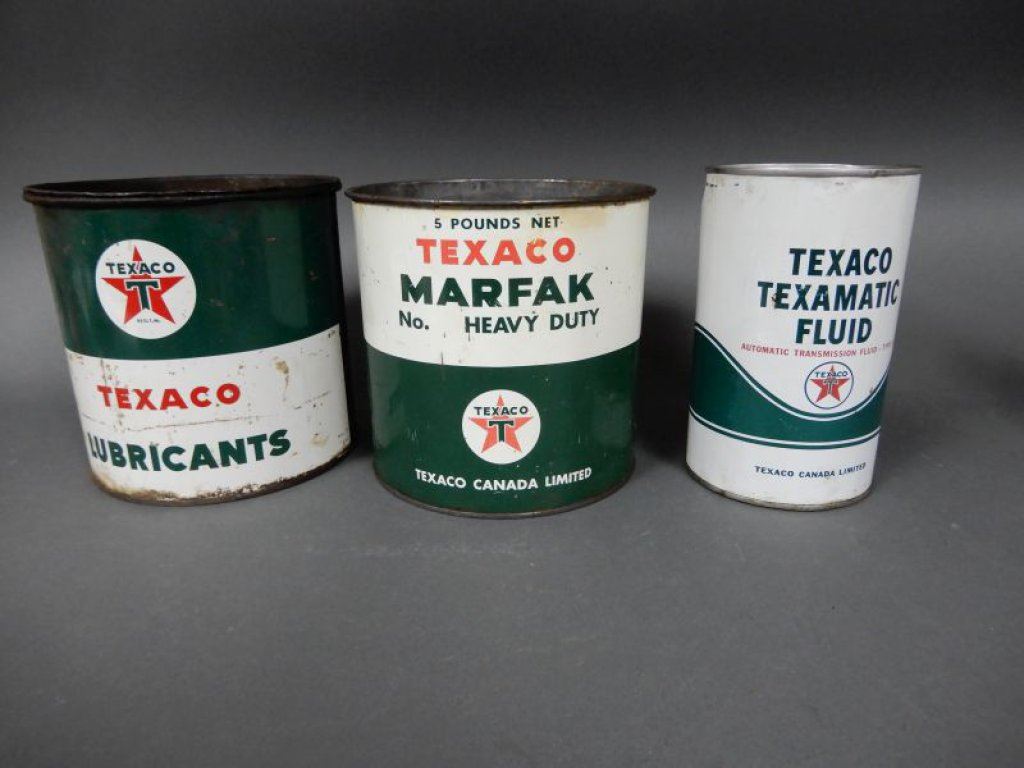 TEXACO
T
TEXACO
LUBRICANTS
5 POUNDS NET
TEXACO
MARFAK
No. HEAVY DUTY
TEXACO
T
TEXACO CANADA LIMITED
TEXACO
TEXAMATIC
FLUID
AUTOMATIC TRANSMISSION FLUID -
TEXACO
T
TEXACO CANADA LIMITED